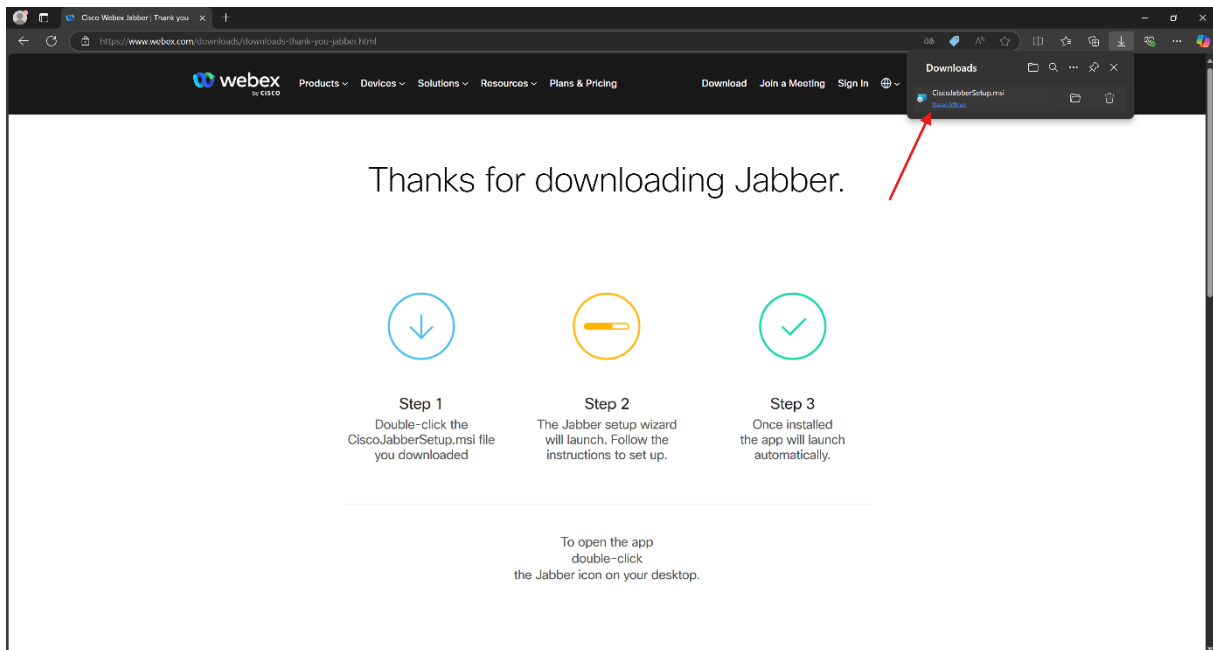 Cisco Webex Jabber | Thank you
https://www.webex.com/downloads/downloads-thank-you-jabber.html
webex
by CISCO
Products
Devices
Solutions
Resources
Plans & Pricing
Download
Join a Meeting
Sign In
Downloads
CiscoJabberSetup.msi
Datei öffnen
Thanks for downloading Jabber.
Step 1
Double-click the
CiscoJabberSetup.msi file
you downloaded
Step 2
The Jabber setup wizard
will launch. Follow the
instructions to set up.
Step 3
Once installed
the app will launch
automatically.
To open the app
double-click
the Jabber icon on your desktop.